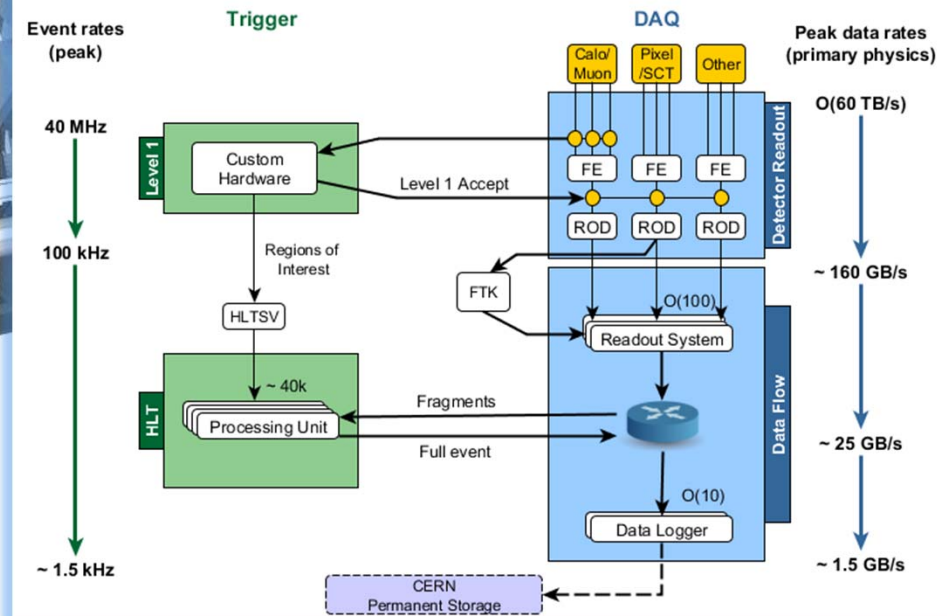 Trigger
DAQ
Event rates
(peak)
Peak data rates
(primary physics)
Calo/
Muon
Pixel
/SCT
Other
40 MHz
O(60 TB/s)
Level 1
Custom
Hardware
Level 1 Accept
FE
FE
FE
ROD
ROD
ROD
Detector Readout
100 kHz
Regions of
Interest
~ 160 GB/s
FTK
HLTSV
O(100)
Readout System
HLT
~ 40k
Processing Unit
Fragments
Full event
Data Flow
~ 25 GB/s
O(10)
Data Logger
~ 1.5 kHz
~ 1.5 GB/s
CERN
Permanent Storage